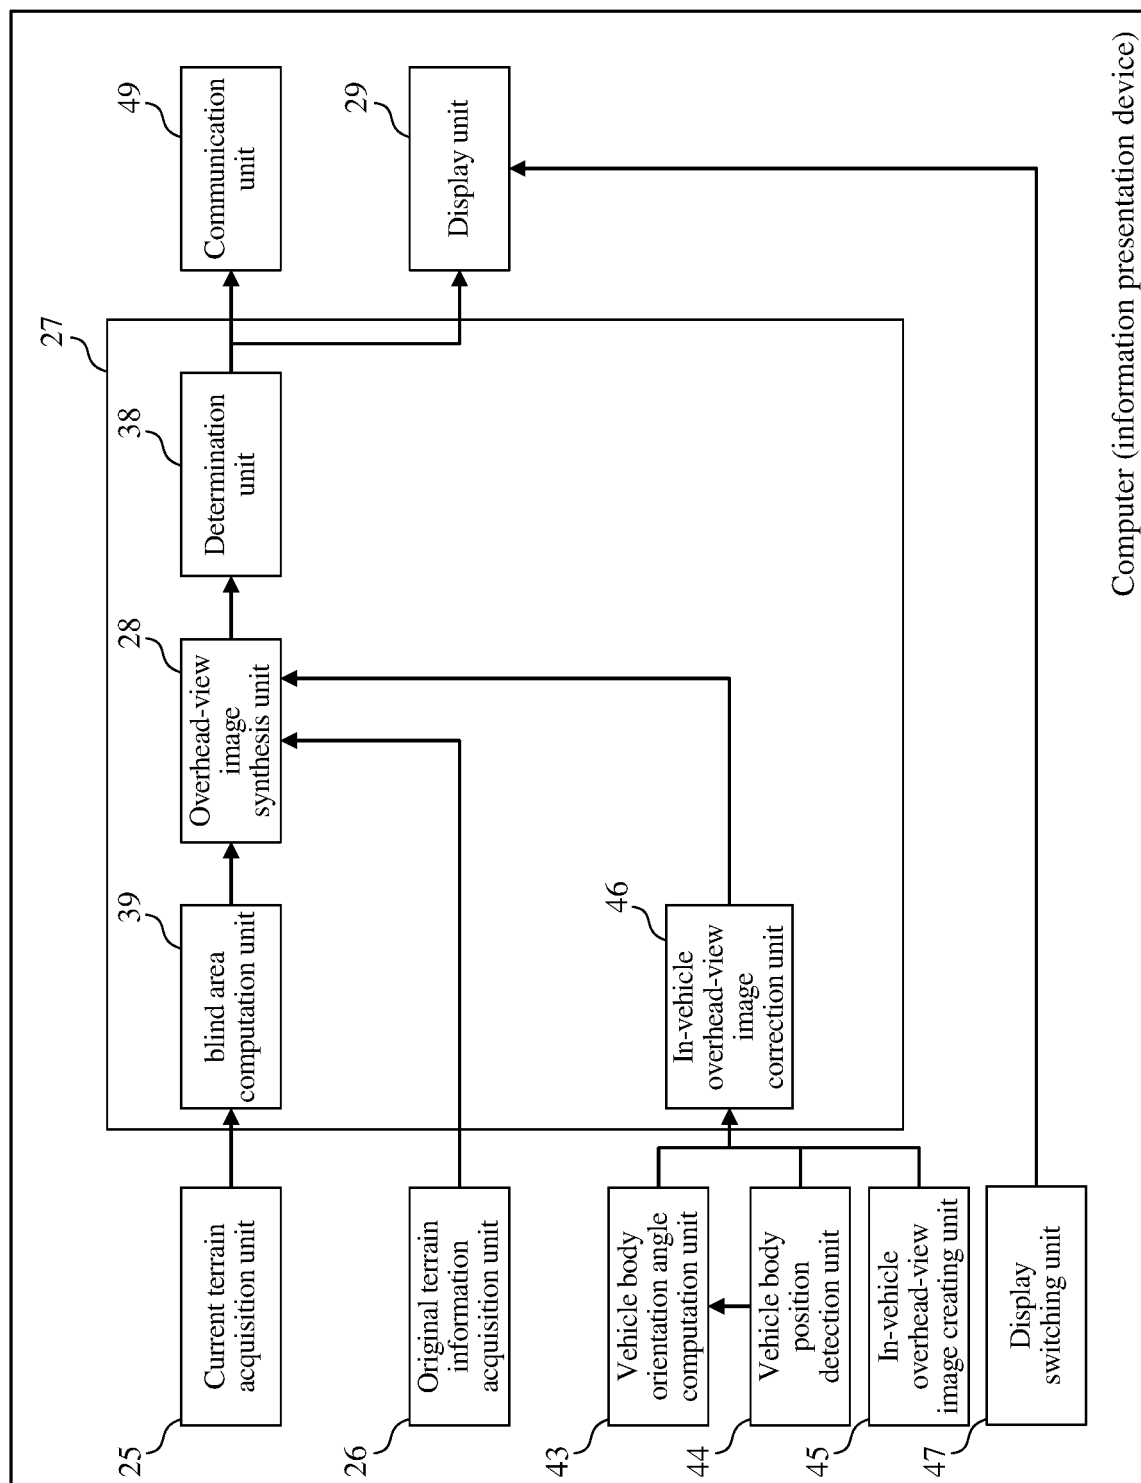 25
Current terrain
acquisition unit
39
blind area
computation unit
28
Overhead-view
image
synthesis unit
38
Determination
unit
27
49
Communication
unit
26
Original terrain
information
acquisition unit
29
Display unit
43
Vehicle body
orientation angle
computation unit
46
In-vehicle
overhead-view
image
correction unit
44
Vehicle body
position
detection unit
45
In-vehicle
overhead-view
image creating unit
47
Display
switching unit
Computer (information presentation device)